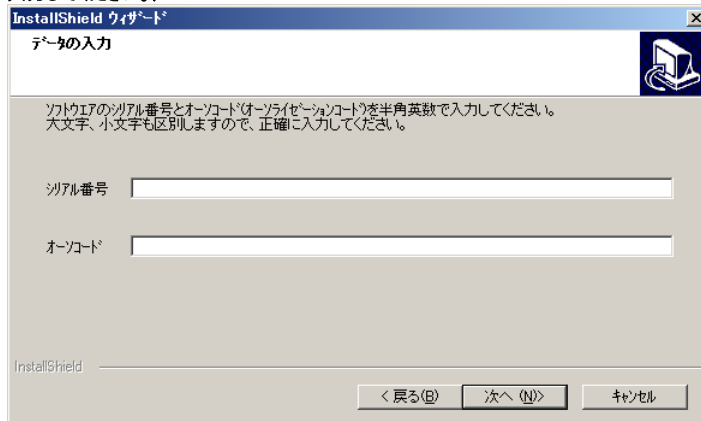 InstallShield ウィザード
データの入力
ソフトウエアのシリアル番号とオーソコード(オーソライゼーションコード)を半角英数で入力してください。
大文字、小文字も区別しますので、正確に入力してください。
シリアル番号
オーソコード
InstallShield
< 戻る(B)
次へ (N)>
キャンセル